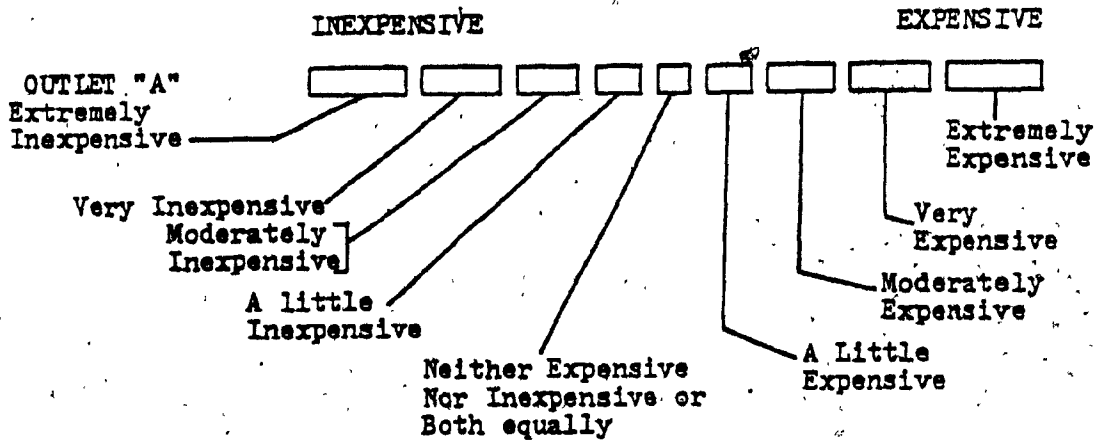 INEXPENSIVE EXPENSIVE
OUTLET "A"
Extremely
Inexpensive
Extremely
Expensive
Very Inexpensive
Moderately
Inexpensive
Very
Expensive
A little
Inexpensive
Moderately
Expensive
Neither Expensive
Nor Inexpensive or
Both equally
A Little
Expensive